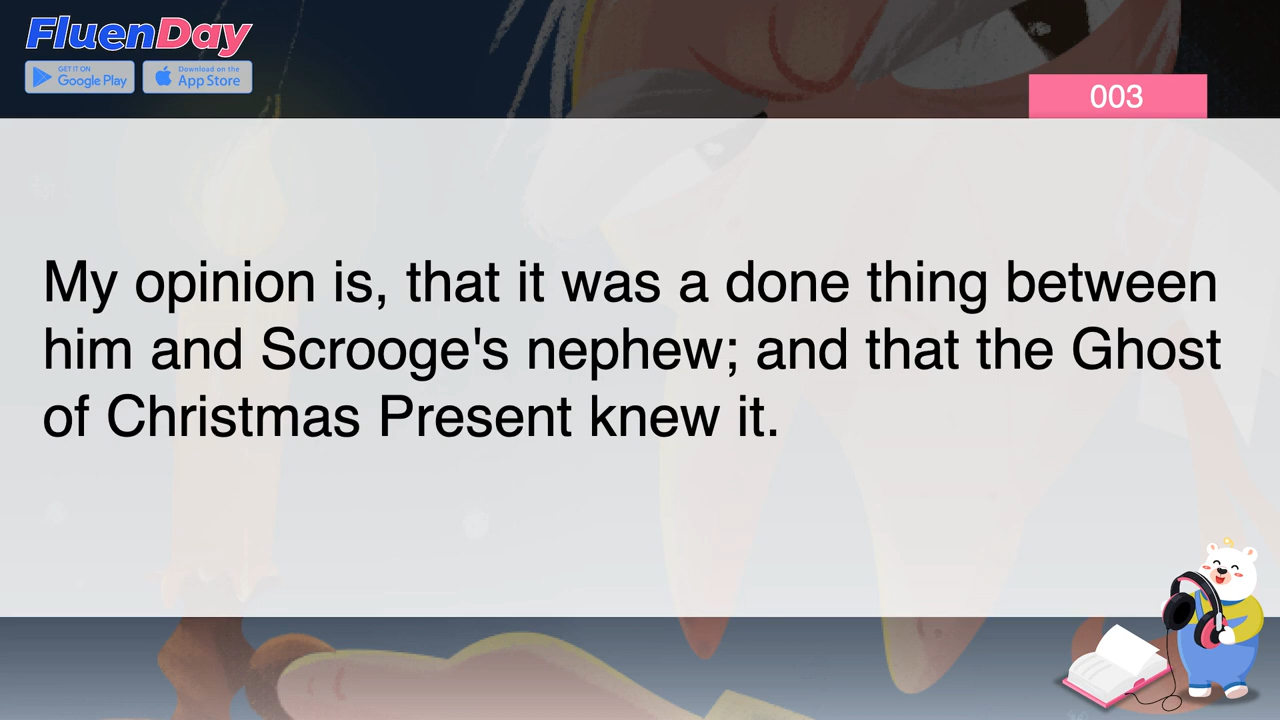 FluenDay
GET IT ON
Google Play
Download on the
App Store
003
My opinion is, that it was a done thing between
him and Scrooge's nephew; and that the Ghost
of Christmas Present knew it.